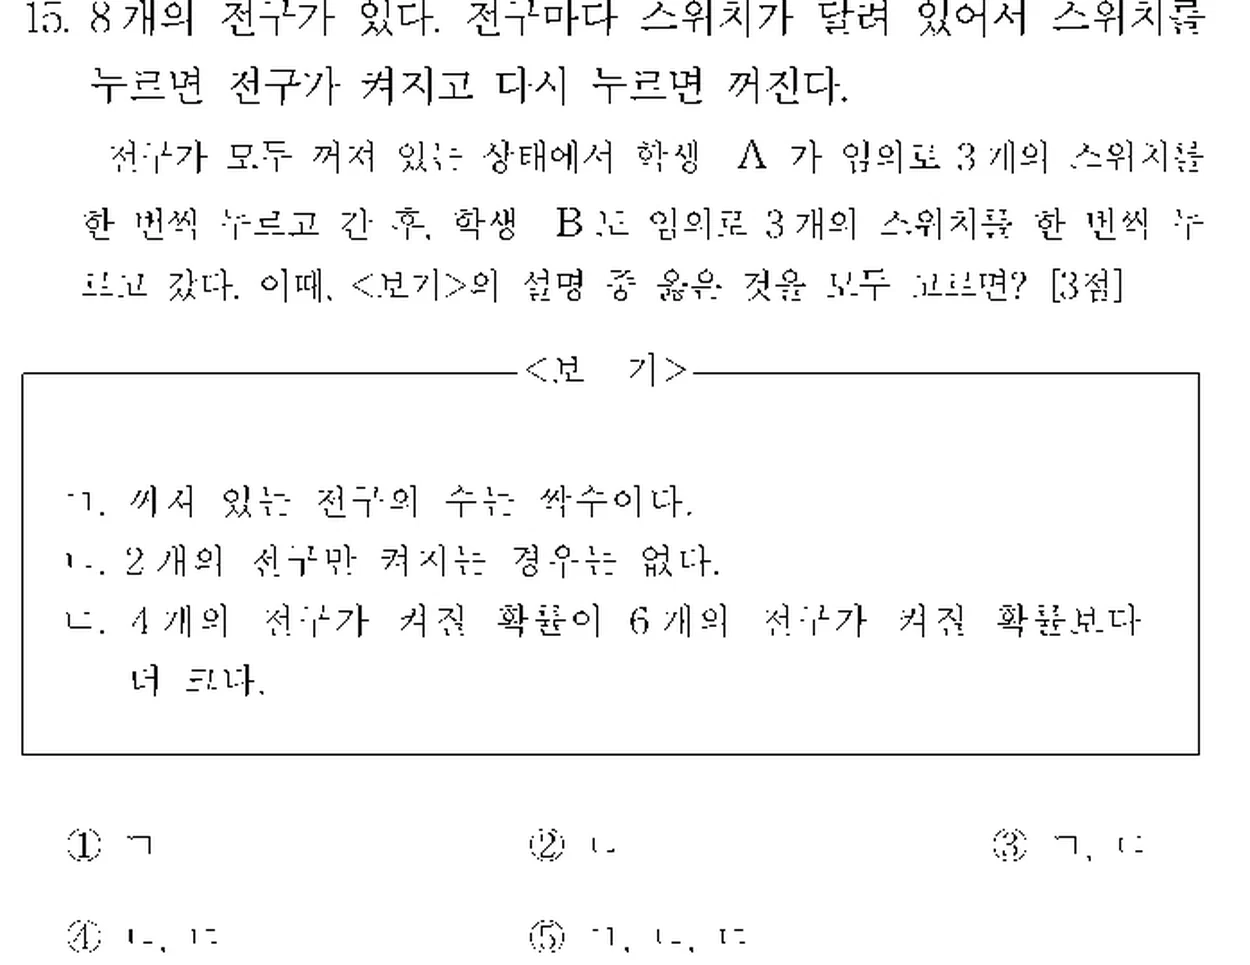 15. 8개의 전구가 있다. 전구마다 스위치가 달려 있어서 스위치를
누르면 전구가 켜지고 다시 누르면 꺼진다.
전구가 모두 꺼져 있는 상태에서 학생 A 가 임의로 3개의 스위치를
한 번씩 누르고 간 후, 학생 B도 임의로 3개의 스위치를 한 번씩 누
르고 갔다. 이때, <보기>의 설명 중 옳은 것을 모두 고르면? [3점]
<보 기>
ㄱ. 켜져 있는 전구의 수는 짝수이다.
ㄴ. 2개의 전구만 켜지는 경우는 없다.
ㄷ. 4개의 전구가 켜질 확률이 6개의 전구가 켜질 확률보다
더 크다.
① ㄱ ② ㄴ ③ ㄱ, ㄷ
④ ㄴ, ㄷ ⑤ ㄱ, ㄴ, ㄷ